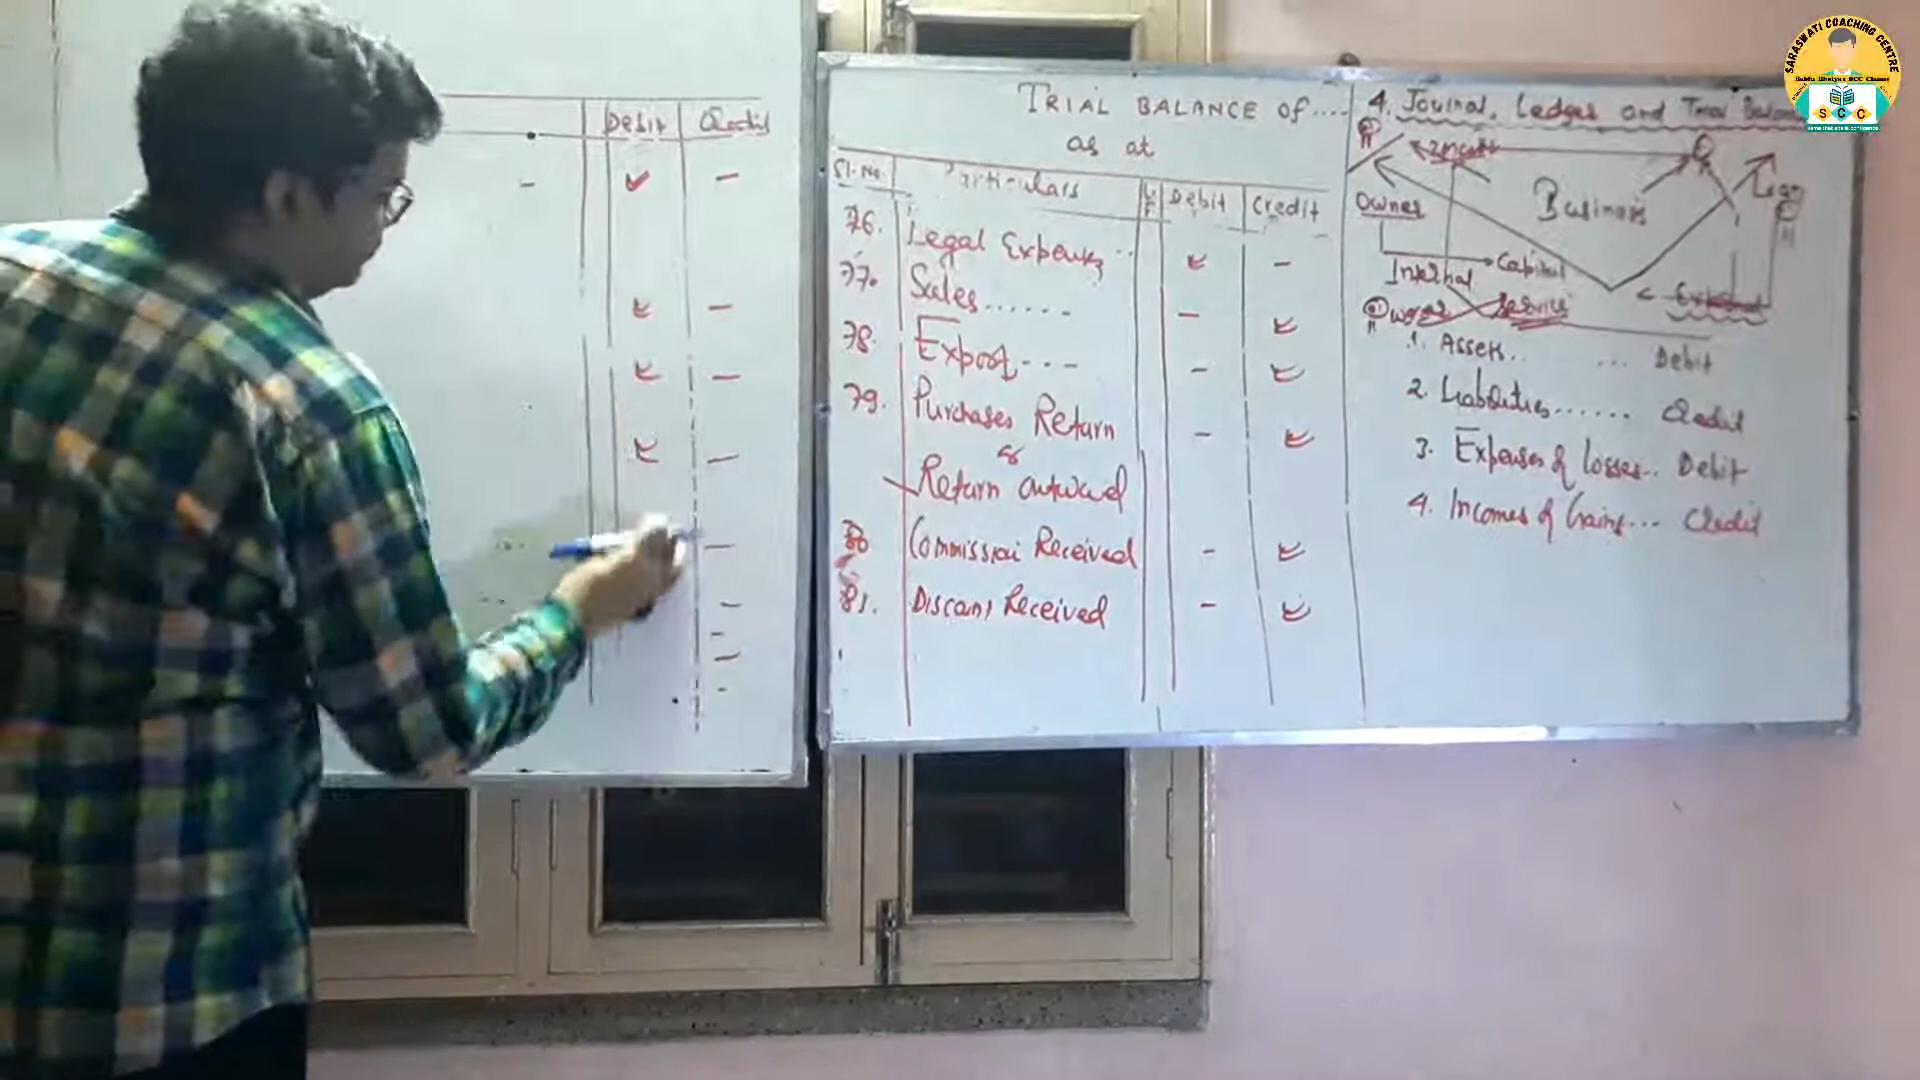 Debit Credit
TRIAL BALANCE OF....
as at
Sl. No. Particulars L.F. Debit Credit
76. Legal Expenses..
77. Sales......
78. Export...
79. Purchases Return
or
Return outward
80 Commission Received
81. Discount Received
4. Journal, Ledger and Trial Balance
Business
Owner
Loan
Capital
Internal
External
Service
1. Assets.. ... Debit
2. Liabilities...... Credit
3. Expenses & losses.. Debit
4. Incomes & Gains... Credit
SARASWATI COACHING CENTRE
SCC